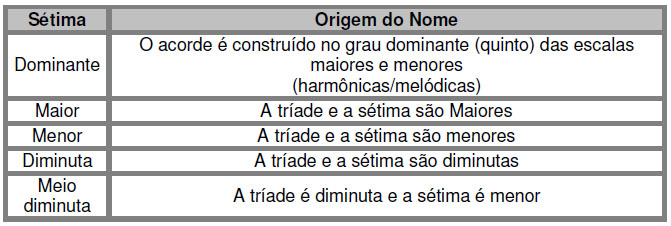 Sétima Origem do Nome
Dominante
O acorde é construído no grau dominante (quinto) das escalas
maiores e menores
(harmônicas/melódicas)
Maior A tríade e a sétima são Maiores
Menor A tríade e a sétima são menores
Diminuta A tríade e a sétima são diminutas
Meio
diminuta
A tríade é diminuta e a sétima é menor